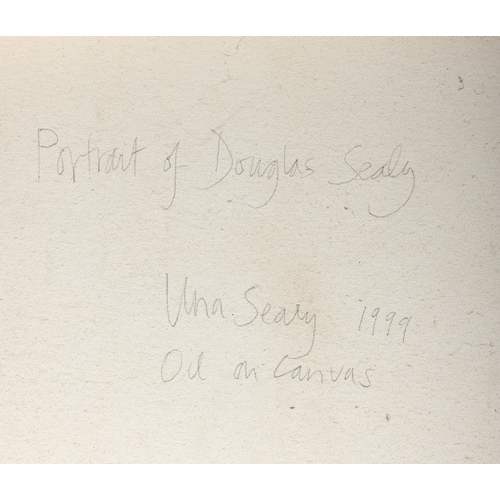 Portrait of Douglas Sealy
Una Sealy 1999
Oil on Canvas